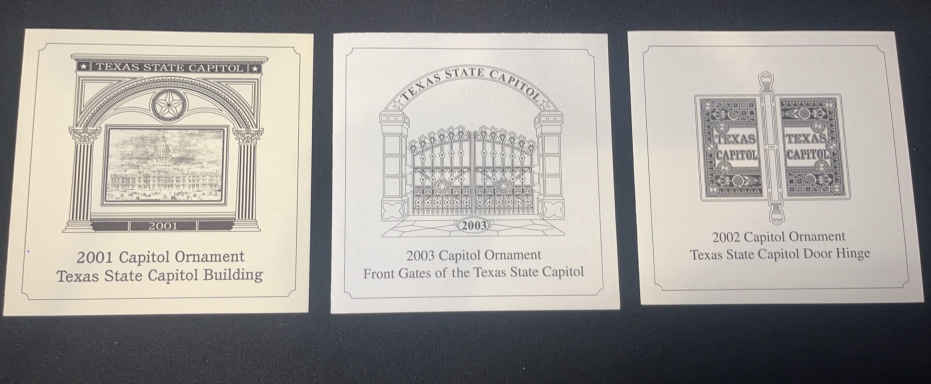 TEXAS STATE CAPITOL
2001
2001 Capitol Ornament
Texas State Capitol Building
TEXAS STATE CAPITOL
2003
2003 Capitol Ornament
Front Gates of the Texas State Capitol
TEXAS
CAPITOL
TEXAS
CAPITOL
2002 Capitol Ornament
Texas State Capitol Door Hinge